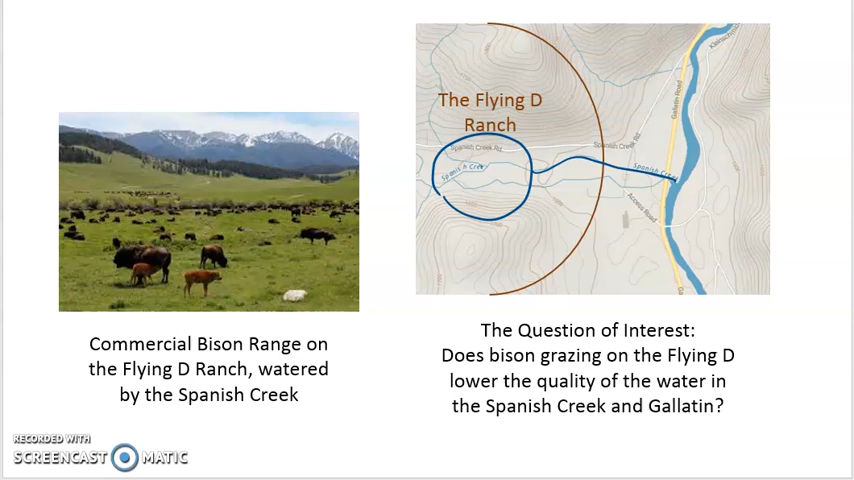 Commercial Bison Range on
the Flying D Ranch, watered
by the Spanish Creek
The Flying D
Ranch
Spanish Creek Rd
Spanish Creek Rd.
Spanish Creek
Spanish Creek
Gallatin Road
Access Road
The Question of Interest:
Does bison grazing on the Flying D
lower the quality of the water in
the Spanish Creek and Gallatin?
RECORDED WITH
SCREENCAST MATIC